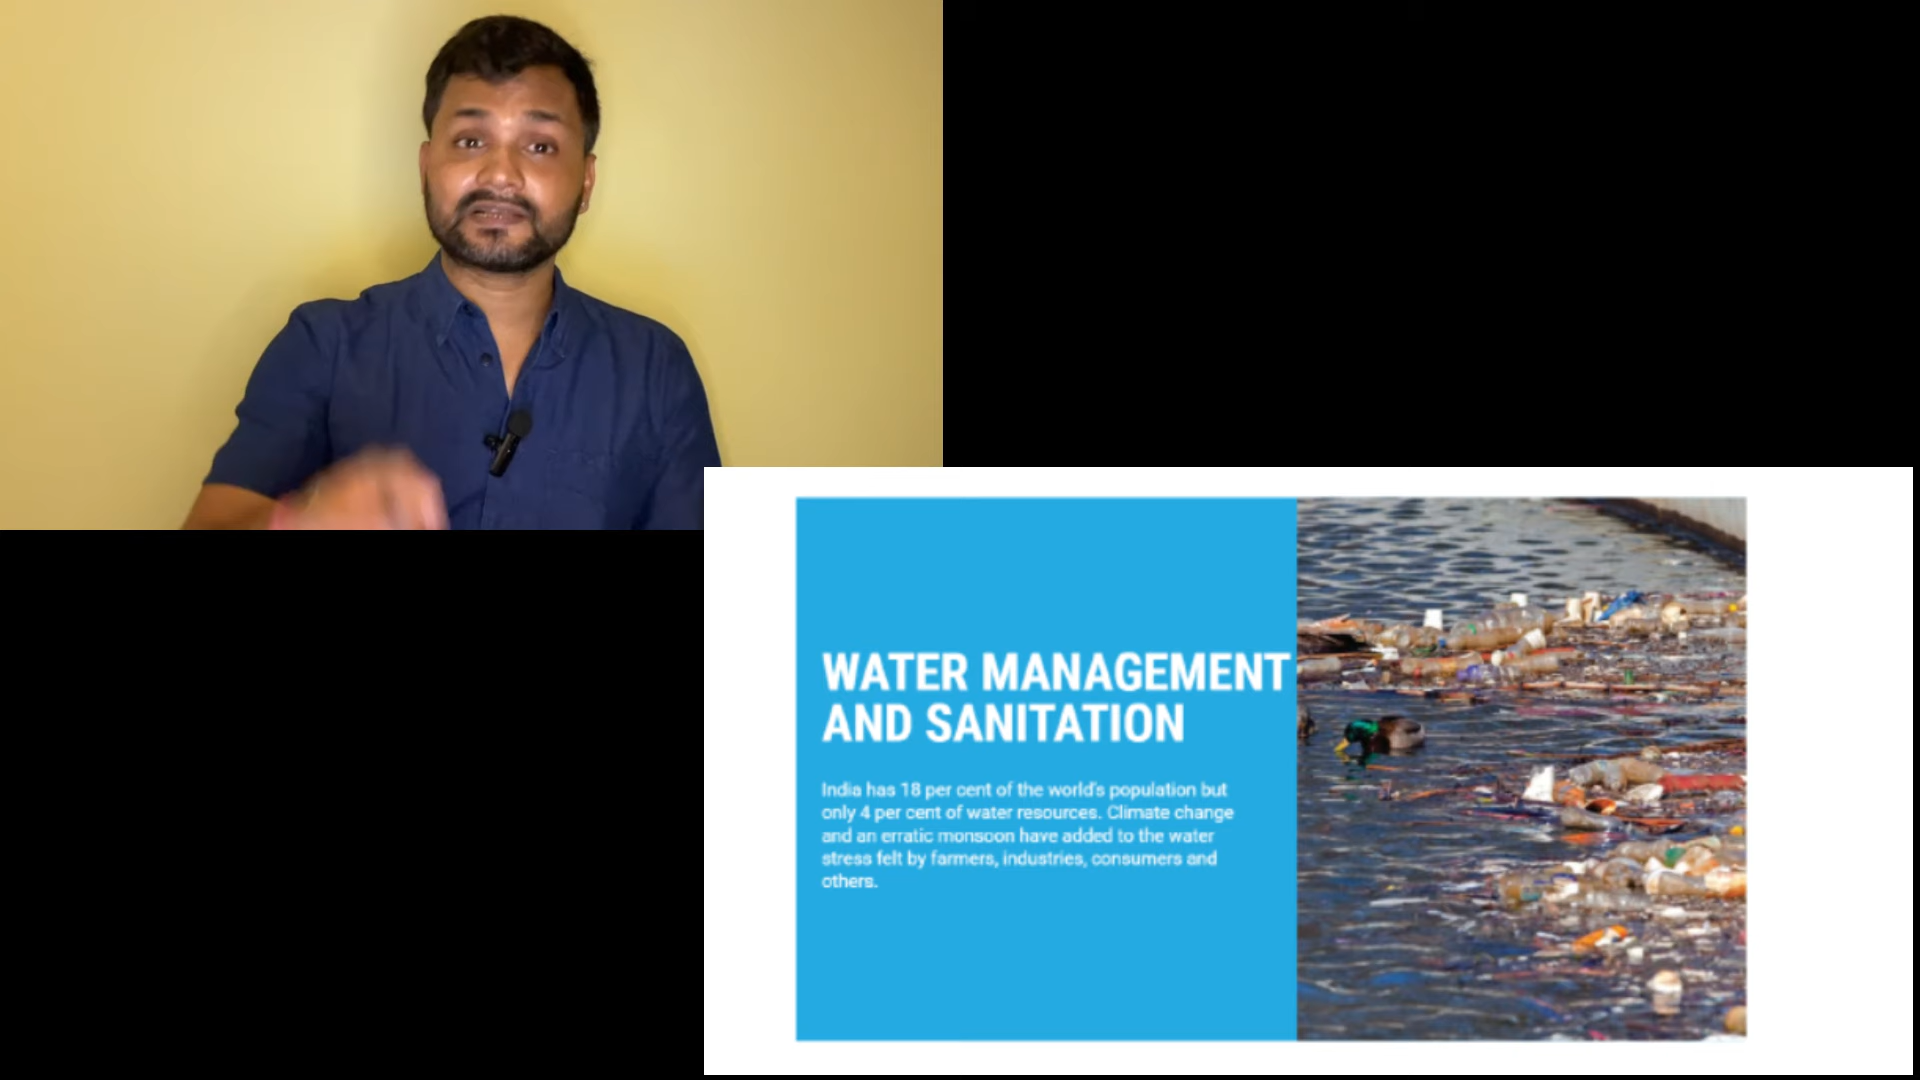 WATER MANAGEMENT
AND SANITATION
India has 18 per cent of the world's population but
only 4 per cent of water resources. Climate change
and an erratic monsoon have added to the water
stress felt by farmers, industries, consumers and
others.